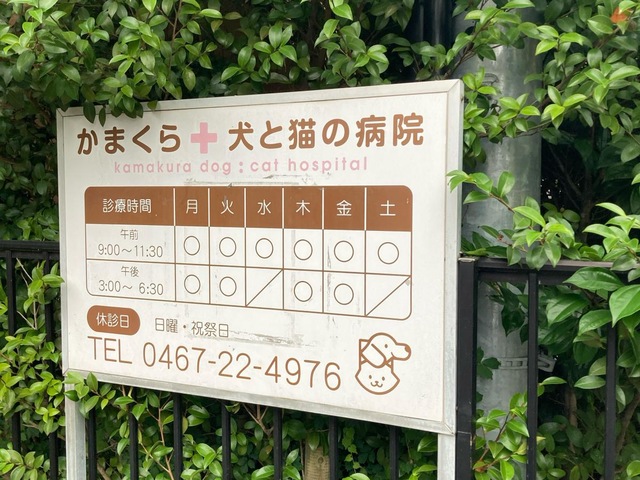 かまくら✚犬と猫の病院
kamakura dog:cat hospital
診療時間 月 火 水 木 金 土
午前 9:00〜11:30 ○ ○ ○ ○ ○ ○
午後 3:00〜 6:30 ○ ○ ／ ○ ○ ／
休診日 日曜・祝祭日
TEL 0467-22-4976